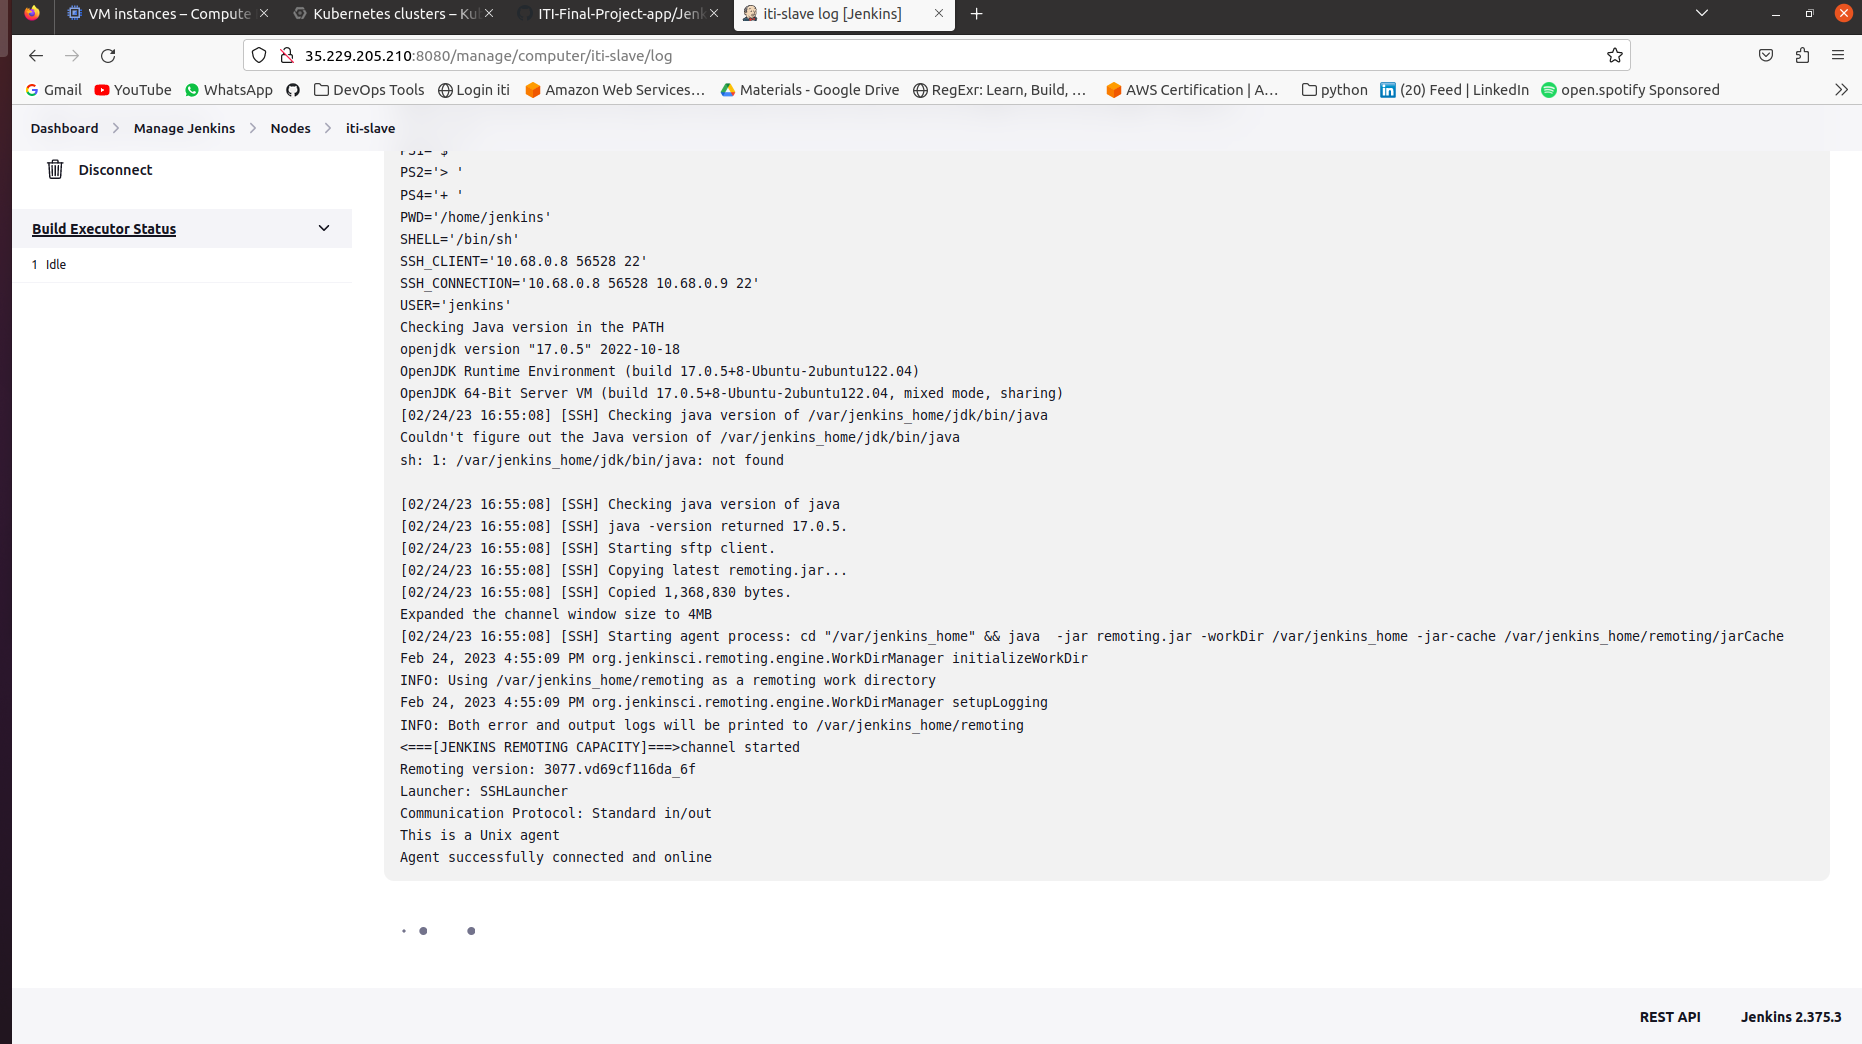 VM instances – Compute
Kubernetes clusters – Ku
ITI-Final-Project-app/Jenk
iti-slave log [Jenkins]
35.229.205.210:8080/manage/computer/iti-slave/log
Gmail YouTube WhatsApp DevOps Tools Login iti Amazon Web Services… Materials - Google Drive RegExr: Learn, Build, … AWS Certification | A… python (20) Feed | LinkedIn open.spotify Sponsored
Dashboard Manage Jenkins Nodes iti-slave
Disconnect
Build Executor Status
1 Idle
PS1='$
PS2='> '
PS4='+ '
PWD='/home/jenkins'
SHELL='/bin/sh'
SSH_CLIENT='10.68.0.8 56528 22'
SSH_CONNECTION='10.68.0.8 56528 10.68.0.9 22'
USER='jenkins'
Checking Java version in the PATH
openjdk version "17.0.5" 2022-10-18
OpenJDK Runtime Environment (build 17.0.5+8-Ubuntu-2ubuntu122.04)
OpenJDK 64-Bit Server VM (build 17.0.5+8-Ubuntu-2ubuntu122.04, mixed mode, sharing)
[02/24/23 16:55:08] [SSH] Checking java version of /var/jenkins_home/jdk/bin/java
Couldn't figure out the Java version of /var/jenkins_home/jdk/bin/java
sh: 1: /var/jenkins_home/jdk/bin/java: not found
[02/24/23 16:55:08] [SSH] Checking java version of java
[02/24/23 16:55:08] [SSH] java -version returned 17.0.5.
[02/24/23 16:55:08] [SSH] Starting sftp client.
[02/24/23 16:55:08] [SSH] Copying latest remoting.jar...
[02/24/23 16:55:08] [SSH] Copied 1,368,830 bytes.
Expanded the channel window size to 4MB
[02/24/23 16:55:08] [SSH] Starting agent process: cd "/var/jenkins_home" && java  -jar remoting.jar -workDir /var/jenkins_home -jar-cache /var/jenkins_home/remoting/jarCache
Feb 24, 2023 4:55:09 PM org.jenkinsci.remoting.engine.WorkDirManager initializeWorkDir
INFO: Using /var/jenkins_home/remoting as a remoting work directory
Feb 24, 2023 4:55:09 PM org.jenkinsci.remoting.engine.WorkDirManager setupLogging
INFO: Both error and output logs will be printed to /var/jenkins_home/remoting
<===[JENKINS REMOTING CAPACITY]===>channel started
Remoting version: 3077.vd69cf116da_6f
Launcher: SSHLauncher
Communication Protocol: Standard in/out
This is a Unix agent
Agent successfully connected and online
REST API Jenkins 2.375.3